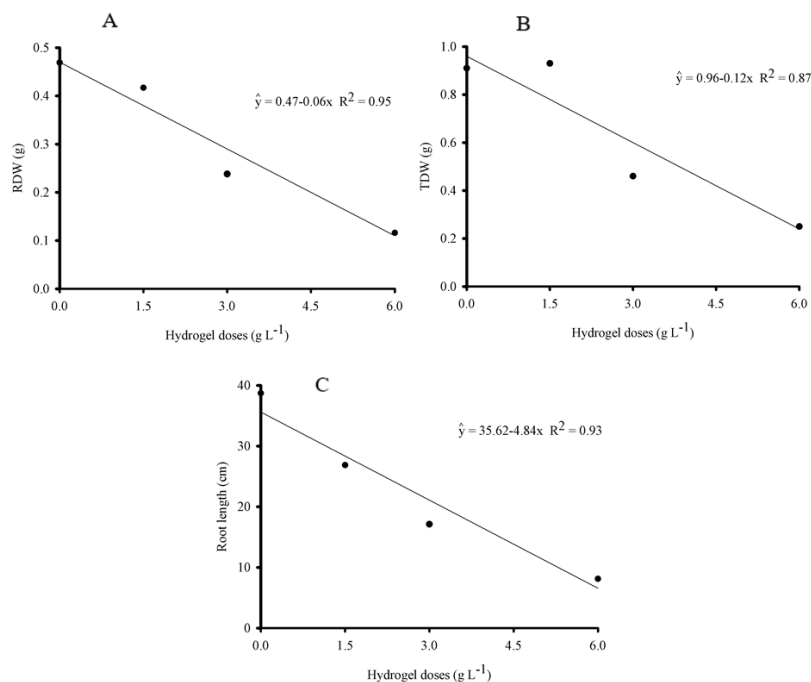 A
0.5
0.4
0.3
0.2
0.1
0.0
RDW (g)
ŷ = 0.47-0.06x R² = 0.95
0.0 1.5 3.0 4.5 6.0
Hydrogel doses (g L⁻¹)
B
1.0
0.8
0.6
0.4
0.2
0.0
TDW (g)
ŷ = 0.96-0.12x R² = 0.87
0.0 1.5 3.0 4.5 6.0
Hydrogel doses (g L⁻¹)
C
40
30
20
10
0
Root length (cm)
ŷ = 35.62-4.84x R² = 0.93
0.0 1.5 3.0 4.5 6.0
Hydrogel doses (g L⁻¹)